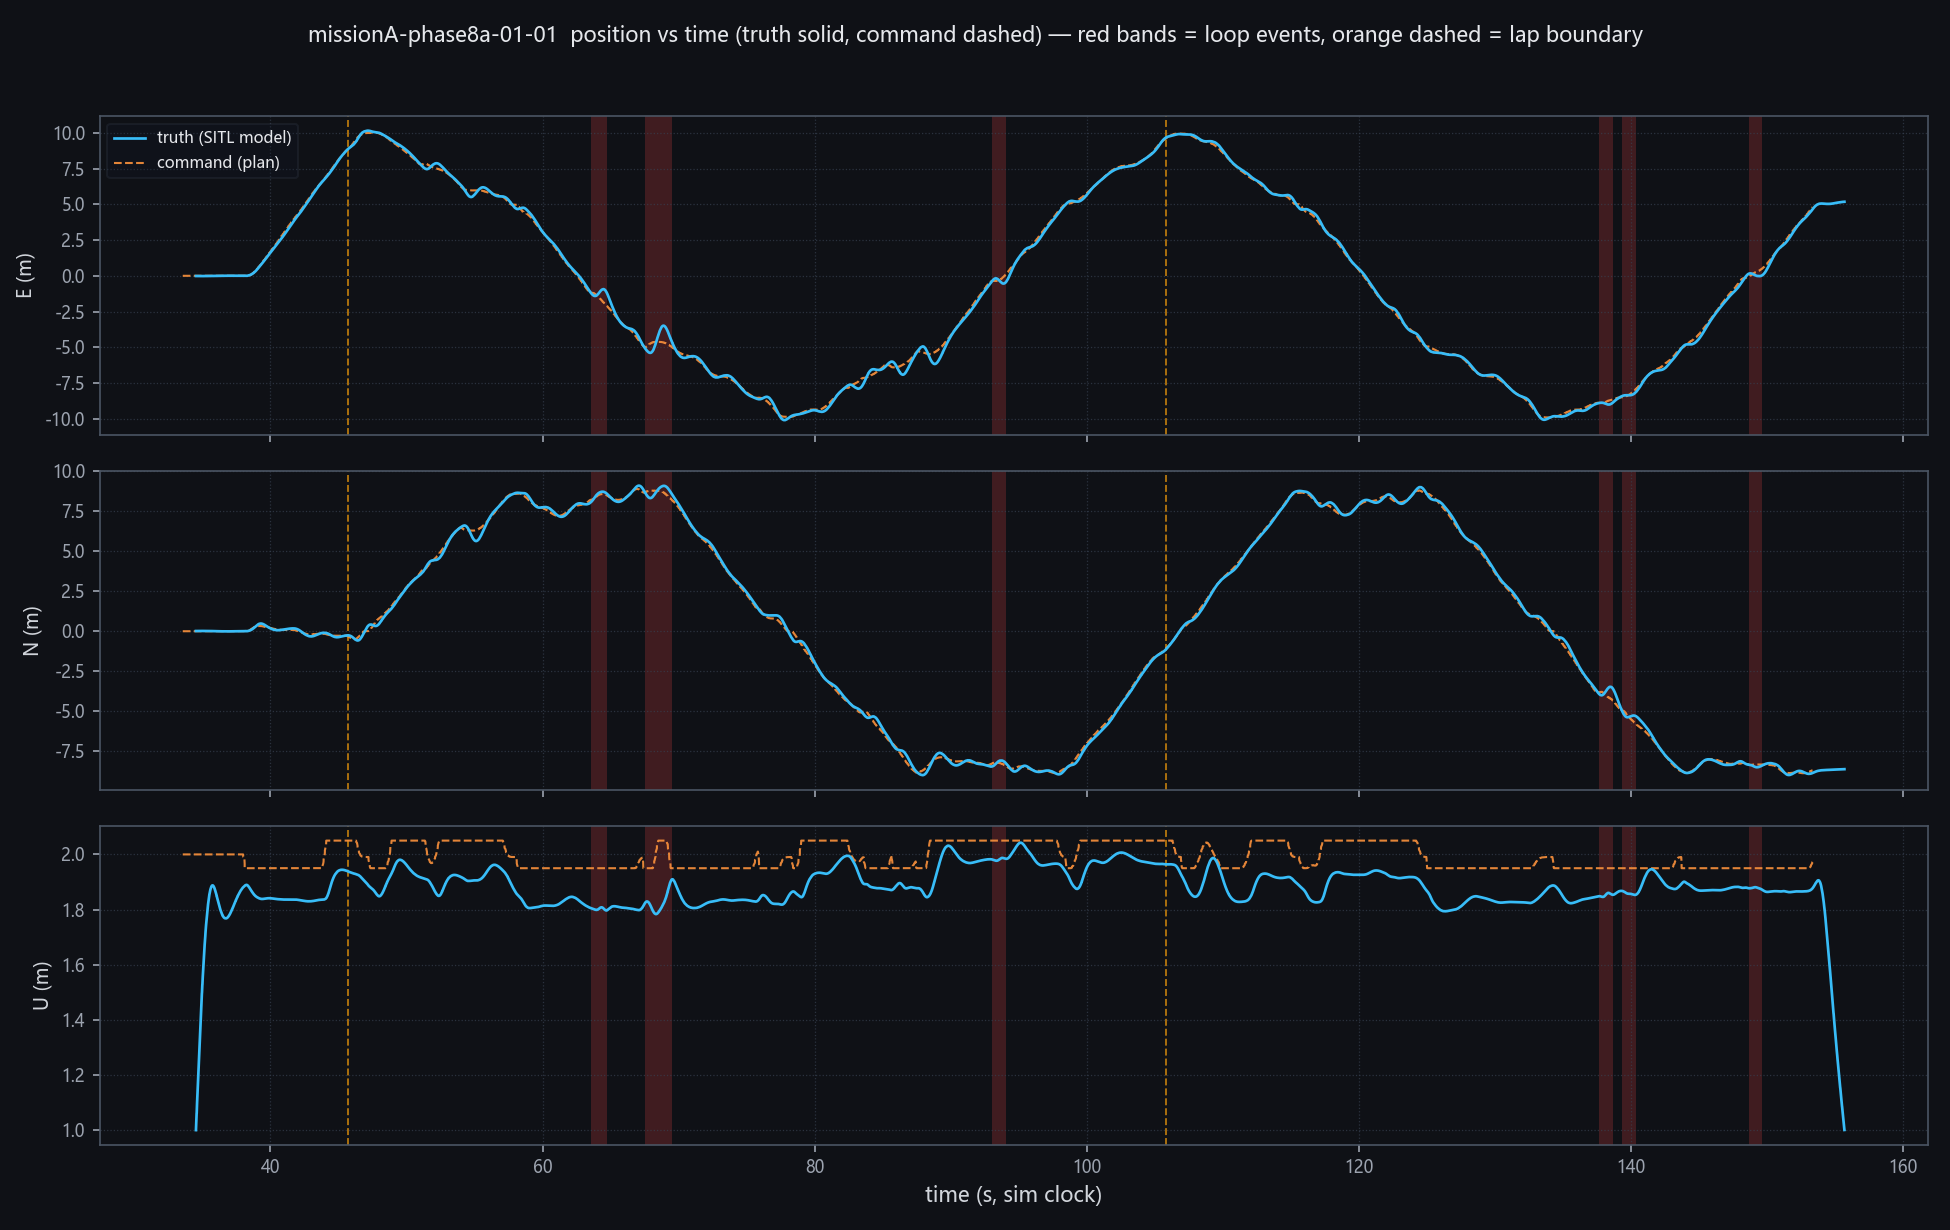 missionA-phase8a-01-01  position vs time (truth solid, command dashed) — red bands = loop events, orange dashed = lap boundary
truth (SITL model)
command (plan)
E (m)
10.0
7.5
5.0
2.5
0.0
-2.5
-5.0
-7.5
-10.0
N (m)
10.0
7.5
5.0
2.5
0.0
-2.5
-5.0
-7.5
U (m)
2.0
1.8
1.6
1.4
1.2
1.0
40 60 80 100 120 140 160
time (s, sim clock)